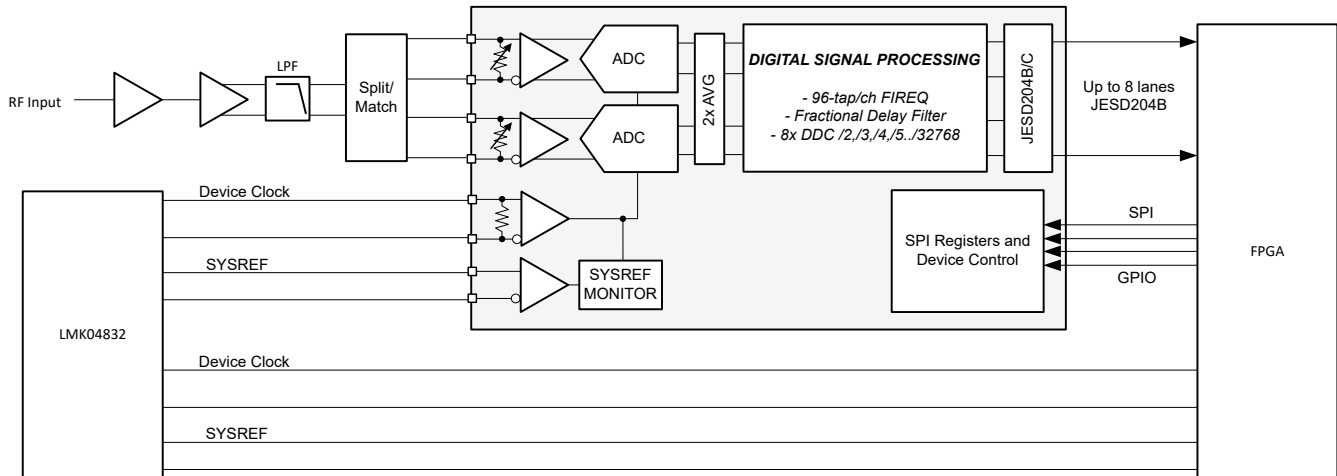 RF Input
LPF
Split/
Match
ADC
ADC
2x AVG
DIGITAL SIGNAL PROCESSING
- 96-tap/ch FIREQ
- Fractional Delay Filter
- 8x DDC /2,/3,/4,/5../32768
JESD204B/C
Up to 8 lanes
JESD204B
Device Clock
SYSREF
SYSREF
MONITOR
SPI Registers and
Device Control
SPI
GPIO
FPGA
LMK04832
Device Clock
SYSREF